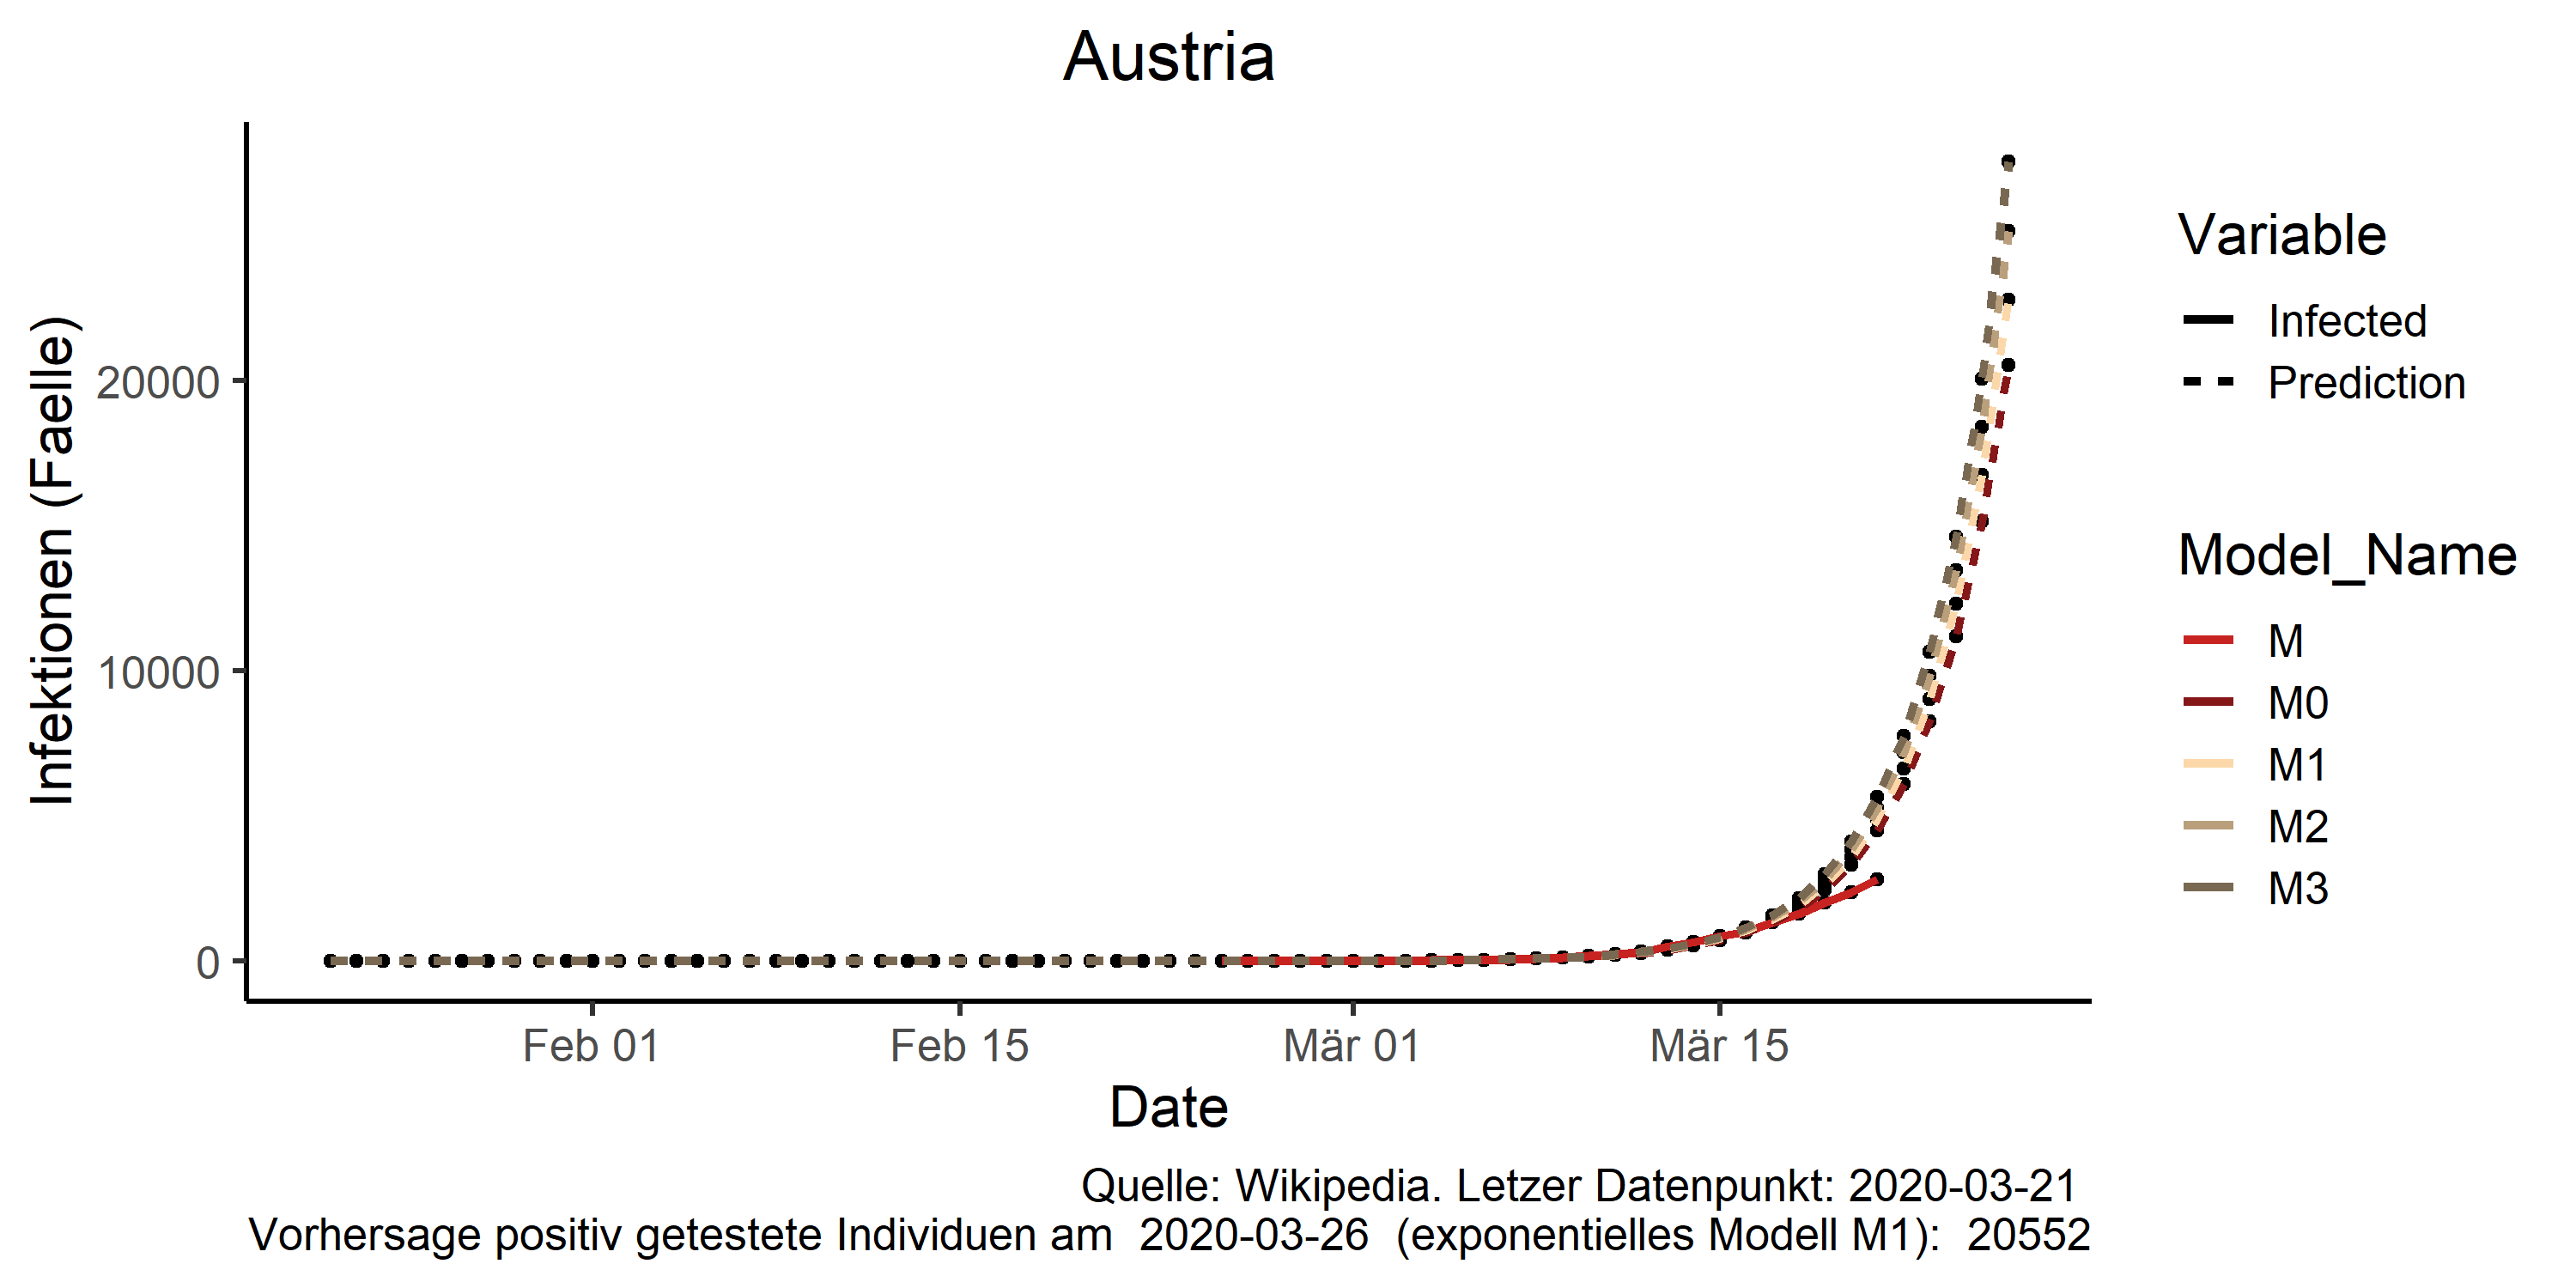 Austria
Infektionen (Faelle)
20000
10000
0
Feb 01
Feb 15
Mär 01
Mär 15
Date
Variable
Infected
Prediction
Model_Name
M
M0
M1
M2
M3
Quelle: Wikipedia. Letzer Datenpunkt: 2020-03-21
Vorhersage positiv getestete Individuen am 2020-03-26 (exponentielles Modell M1): 20552